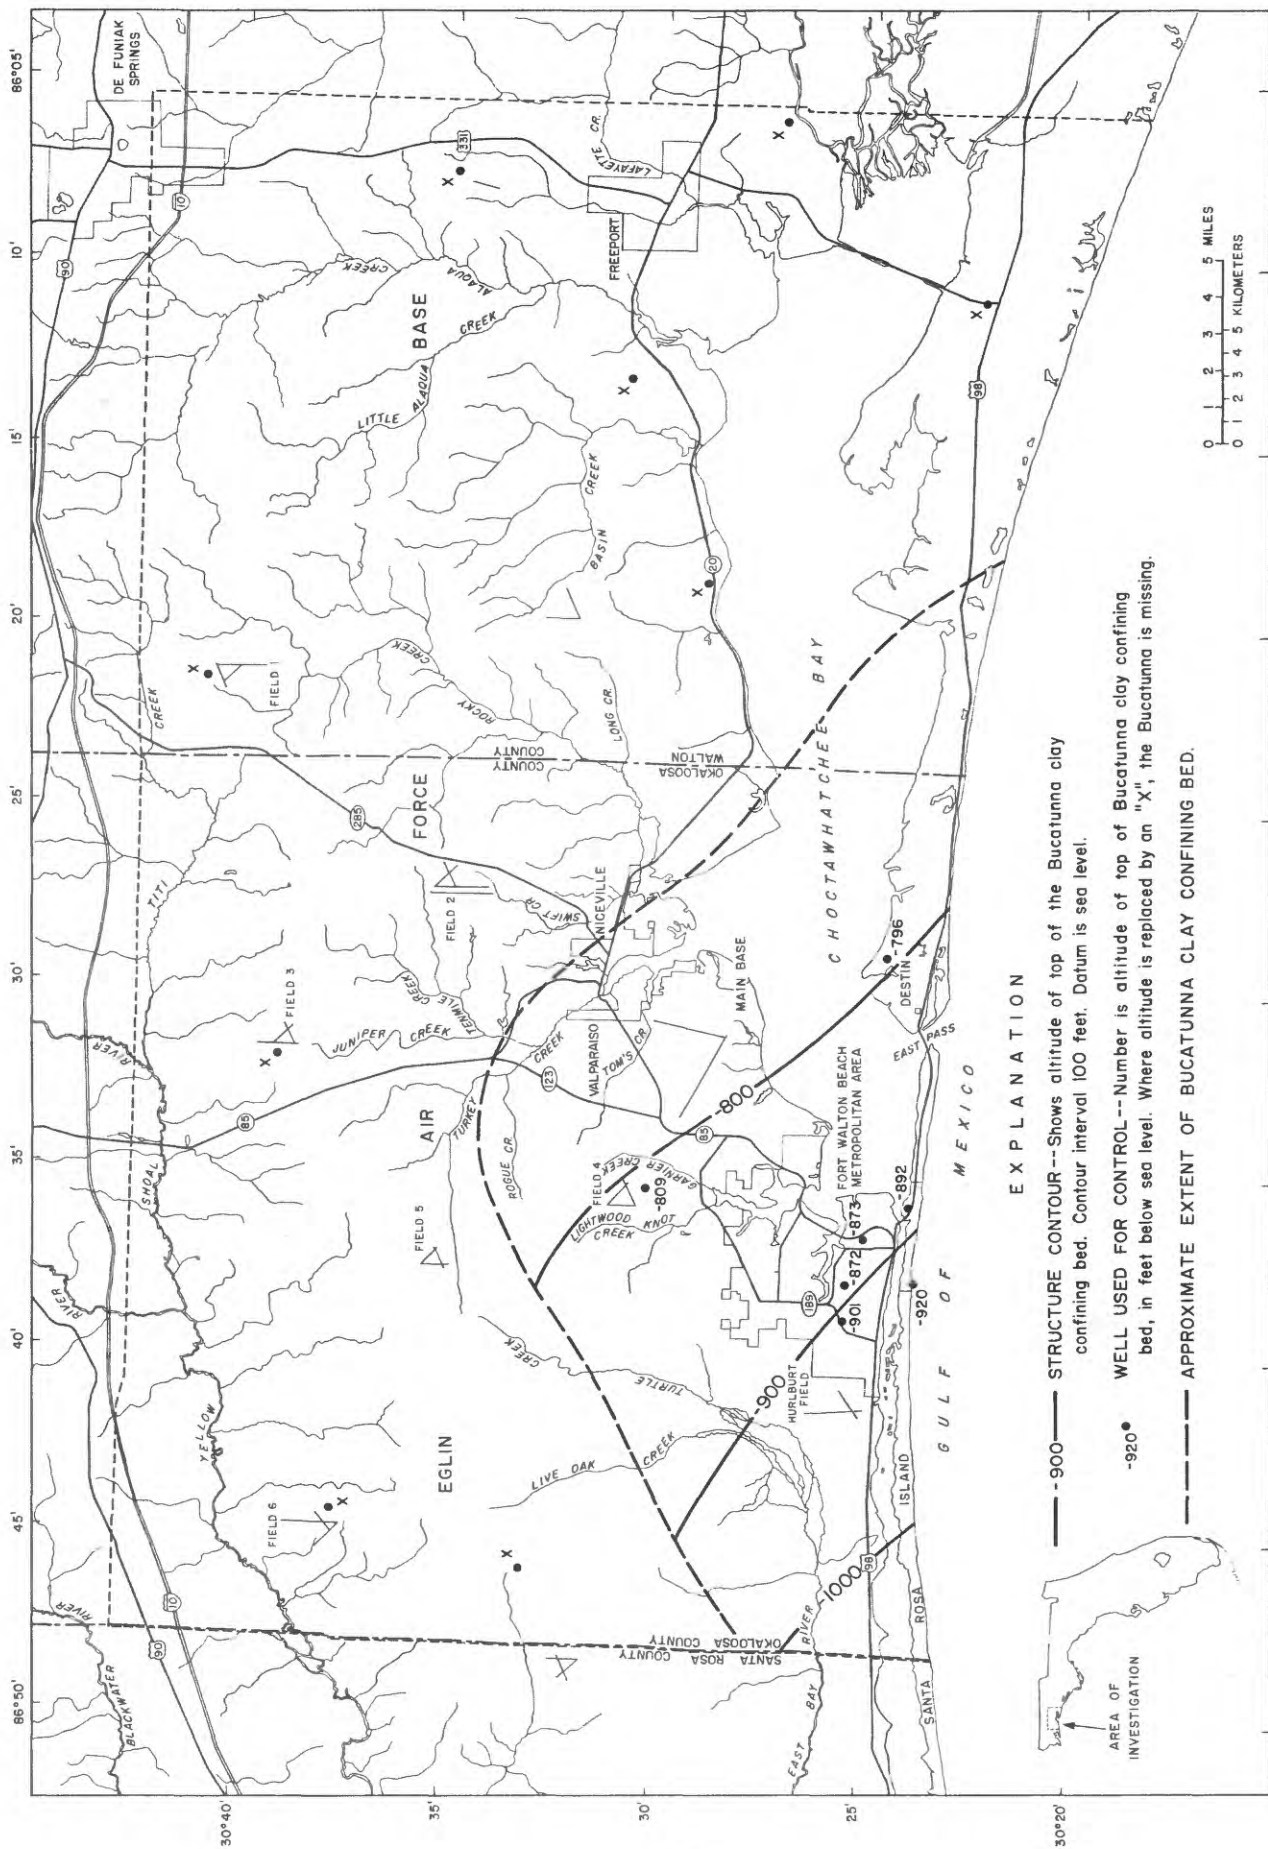 86°50'
45'
40'
35'
30'
25'
20'
15'
10'
86°05'
30°40'
35'
30'
25'
30°20'
BLACKWATER
RIVER
90
10
YELLOW
RIVER
SHOAL
RIVER
85
TITI
CREEK
285
90
10
DE FUNIAK
SPRINGS
331
FIELD 6
X
X
FIELD 3
X
FIELD 1
X
X
EGLIN
AIR
FORCE
BASE
FIELD 5
FIELD 2
JUNIPER CREEK
TENMILE CREEK
TURKEY
CREEK
ROGUE CR.
SWIFT CR
ROCKY
CREEK
LONG CR.
BASIN
CREEK
LITTLE
ALAQUA
CREEK
ALAQUA
CREEK
LAFAYETTE CR.
FREEPORT
123
VALPARAISO
NICEVILLE
TOM'S CR.
MAIN BASE
FIELD 4
LIGHTWOOD
KNOT
CREEK
GARNIER
CREEK
TURTLE
CREEK
LIVE OAK
CREEK
SANTA ROSA COUNTY
OKALOOSA COUNTY
OKALOOSA COUNTY
WALTON COUNTY
20
X
X
X
X
98
-800
-809
85
-900
-1000
HURLBURT
FIELD
189
FORT WALTON BEACH
METROPOLITAN AREA
-901
-872
-873
-892
-920
-796
DESTIN
EAST PASS
CHOCTAWHATCHEE BAY
EAST
BAY
RIVER
98
SANTA
ROSA
ISLAND
GULF OF MEXICO
0 1 2 3 4 5 MILES
0 1 2 3 4 5 KILOMETERS
EXPLANATION
-900 STRUCTURE CONTOUR--Shows altitude of top of the Bucatunna clay
confining bed. Contour interval 100 feet. Datum is sea level.
-920 WELL USED FOR CONTROL--Number is altitude of top of Bucatunna clay confining
bed, in feet below sea level. Where altitude is replaced by an "X", the Bucatunna is missing.
APPROXIMATE EXTENT OF BUCATUNNA CLAY CONFINING BED.
AREA OF
INVESTIGATION